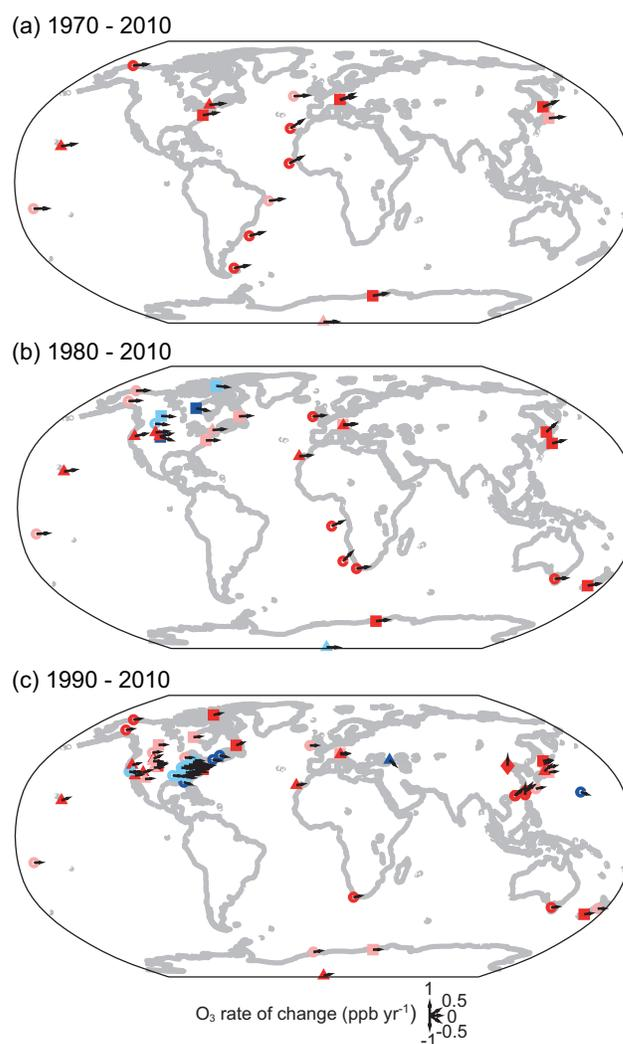 (a) 1970 - 2010
(b) 1980 - 2010
(c) 1990 - 2010
O₃ rate of change (ppb yr⁻¹)
1
0.5
0
-0.5
-1